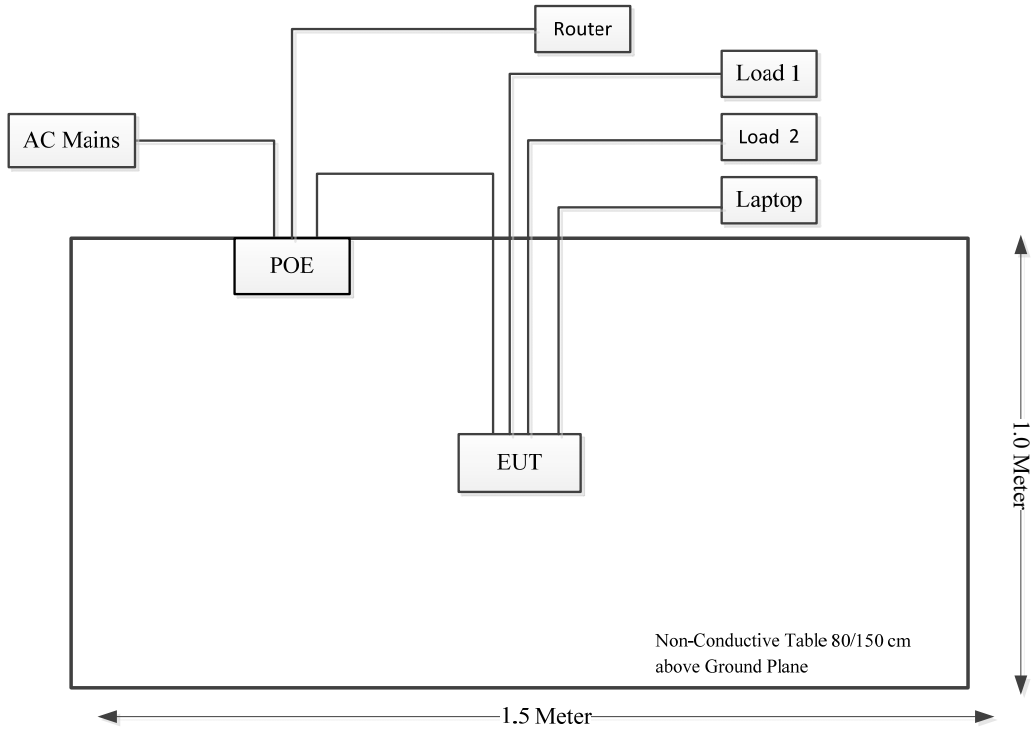 Router
Load 1
AC Mains
Load 2
Laptop
POE
EUT
1.0 Meter
Non-Conductive Table 80/150 cm
above Ground Plane
1.5 Meter